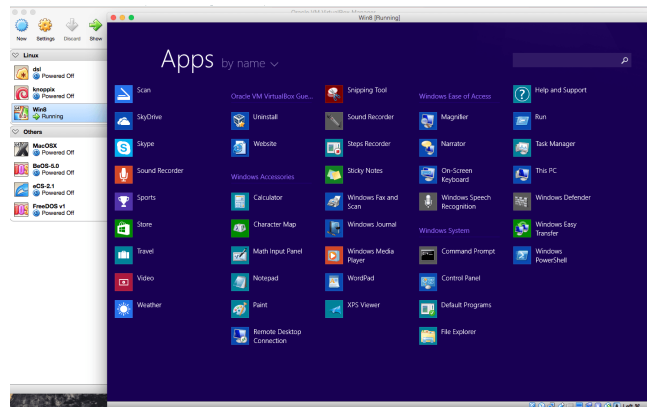 Oracle VM VirtualBox Manager
Win8 [Running]
New
Settings
Discard
Show
Linux
dsl
Powered Off
knoppix
Powered Off
Win8
Running
Others
MacOSX
Powered Off
BeOS-5.0
Powered Off
eCS-2.1
Powered Off
FreeDOS v1
Powered Off
Apps by name
Scan
SkyDrive
Skype
Sound Recorder
Sports
Store
Travel
Video
Weather
Oracle VM VirtualBox Gue...
Uninstall
Website
Windows Accessories
Calculator
Character Map
Math Input Panel
Notepad
Paint
Remote Desktop
Connection
Snipping Tool
Sound Recorder
Steps Recorder
Sticky Notes
Windows Fax and
Scan
Windows Journal
Windows Media
Player
WordPad
XPS Viewer
Windows Ease of Access
Magnifier
Narrator
On-Screen
Keyboard
Windows Speech
Recognition
Windows System
Command Prompt
Control Panel
Default Programs
File Explorer
Help and Support
Run
Task Manager
This PC
Windows Defender
Windows Easy
Transfer
Windows
PowerShell